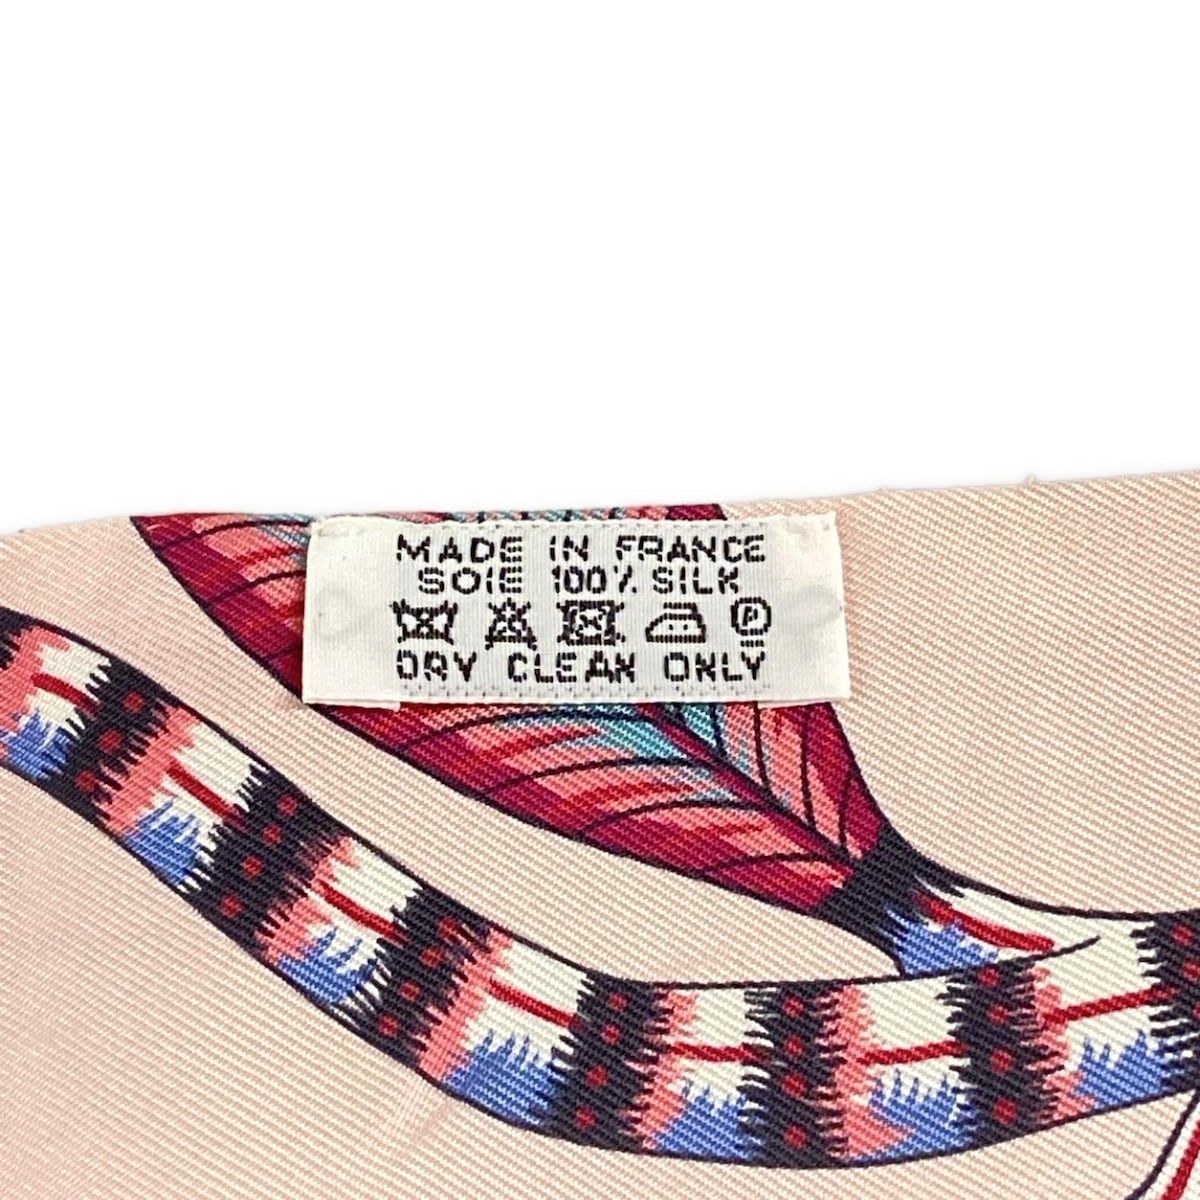 MADE IN FRANCE
SOIE 100% SILK
P
DRY CLEAN ONLY